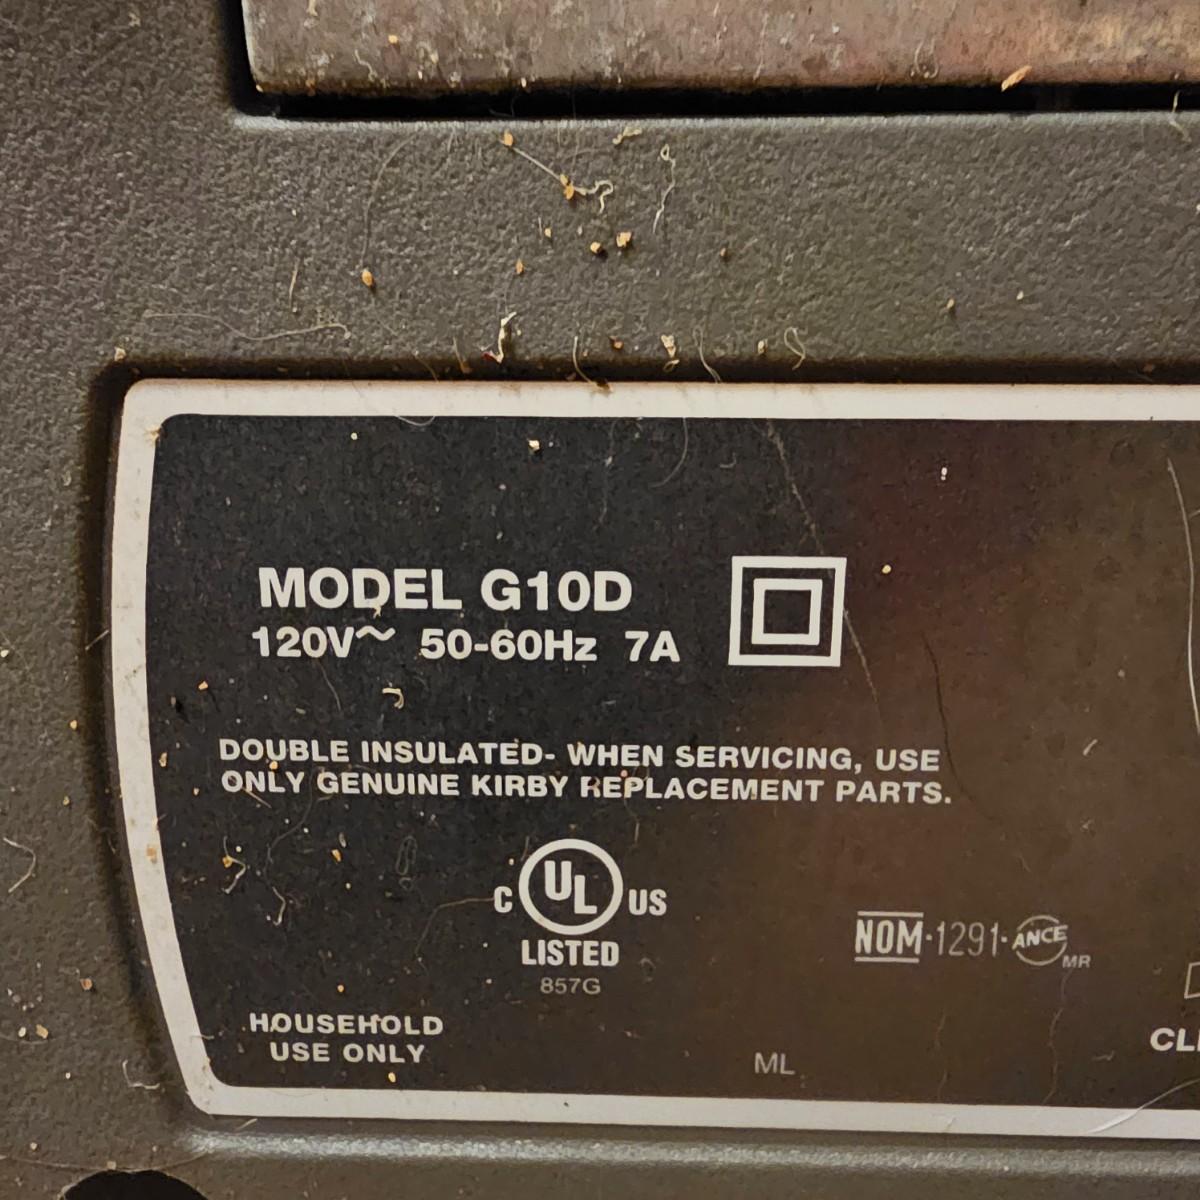 MODEL G10D
120V~ 50-60Hz 7A
DOUBLE INSULATED- WHEN SERVICING, USE
ONLY GENUINE KIRBY REPLACEMENT PARTS.
C UL US
LISTED
857G
NOM-1291-ANCE
MR
HOUSEHOLD
USE ONLY
ML